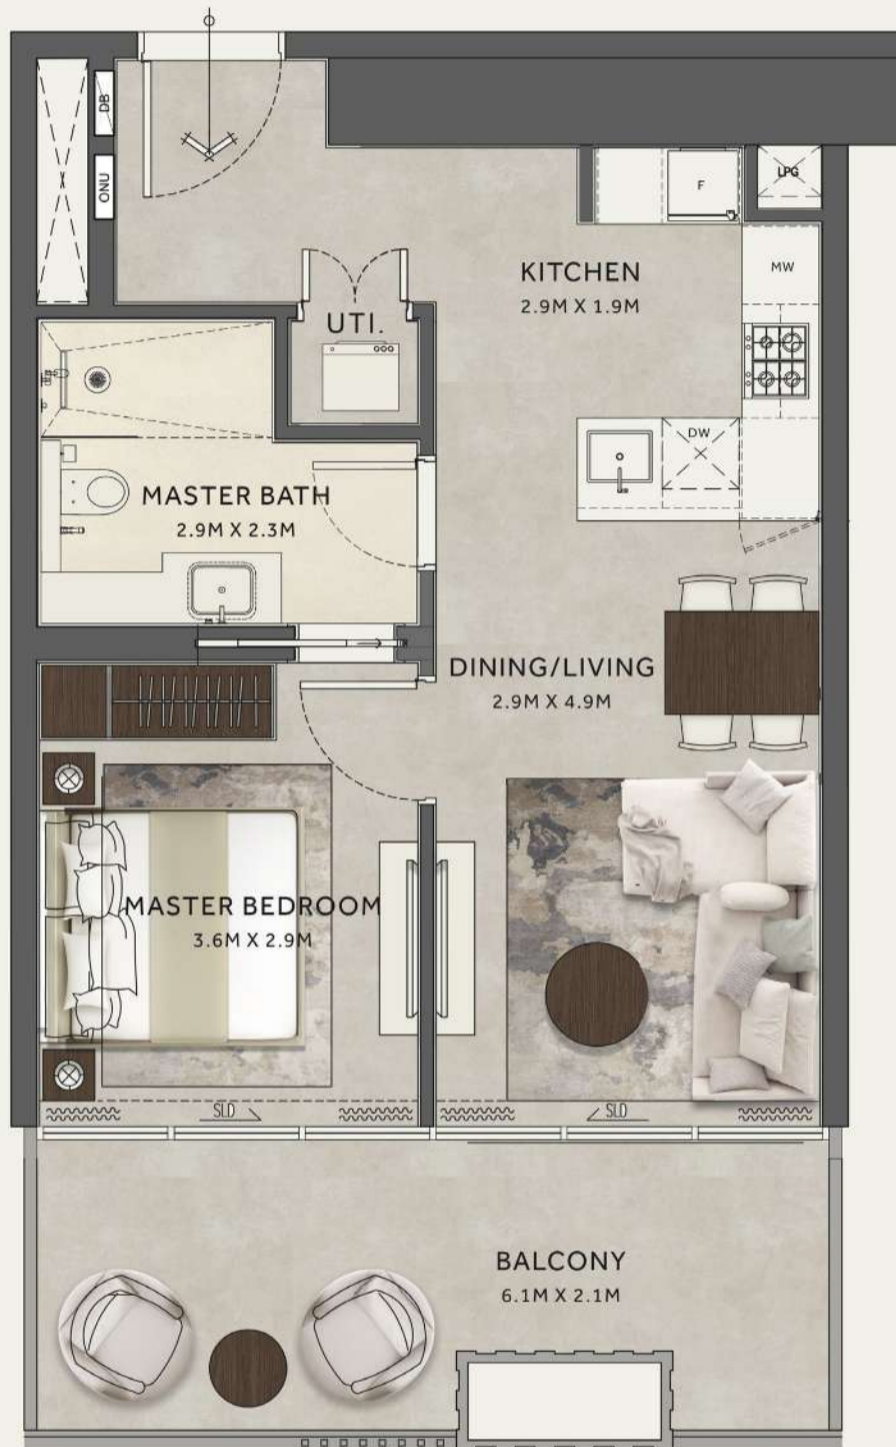 DB
ONU
F
LPG
KITCHEN
2.9M X 1.9M
MW
UTI.
DW
MASTER BATH
2.9M X 2.3M
DINING/LIVING
2.9M X 4.9M
MASTER BEDROOM
3.6M X 2.9M
SLD
SLD
BALCONY
6.1M X 2.1M